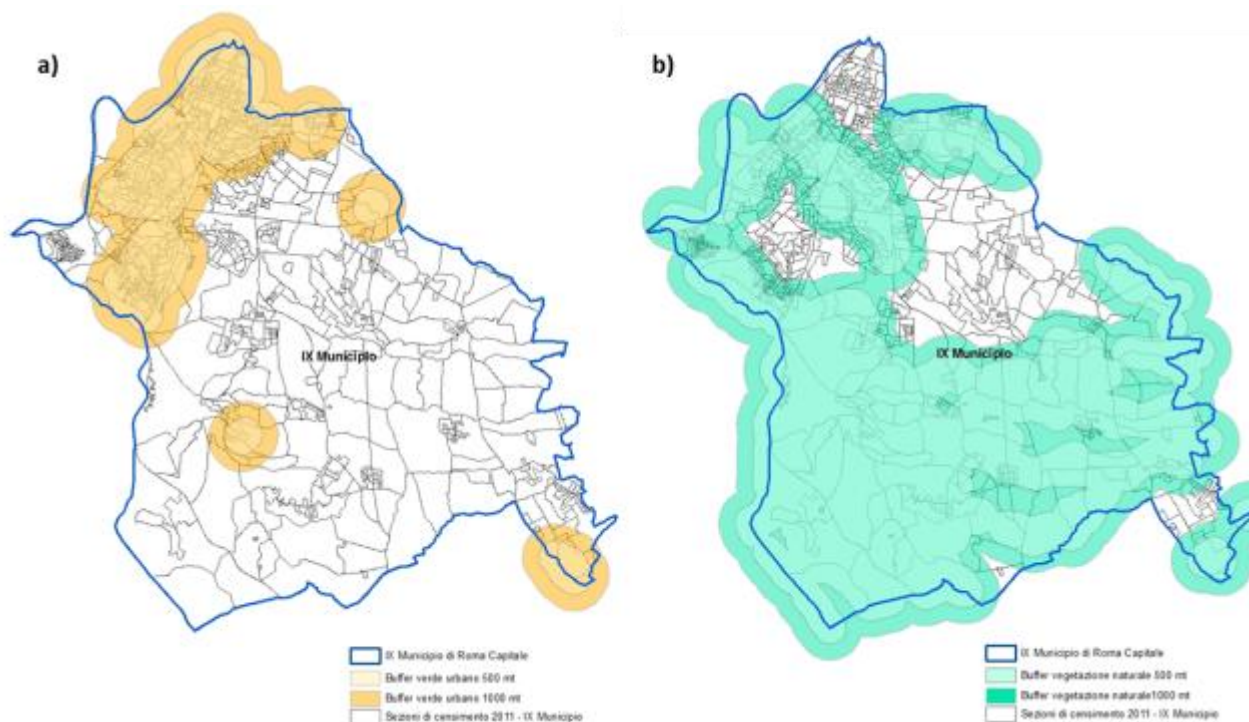 a)
IX Municipio
IX Municipio di Roma Capitale
Buffer verde urbano 500 mt
Buffer verde urbano 1000 mt
Sezioni di censimento 2011 - IX Municipio
b)
IX Municipio
IX Municipio di Roma Capitale
Buffer vegetazione naturale 500 mt
Buffer vegetazione naturale1000 mt
Sezioni di censimento 2011 - IX Municipio